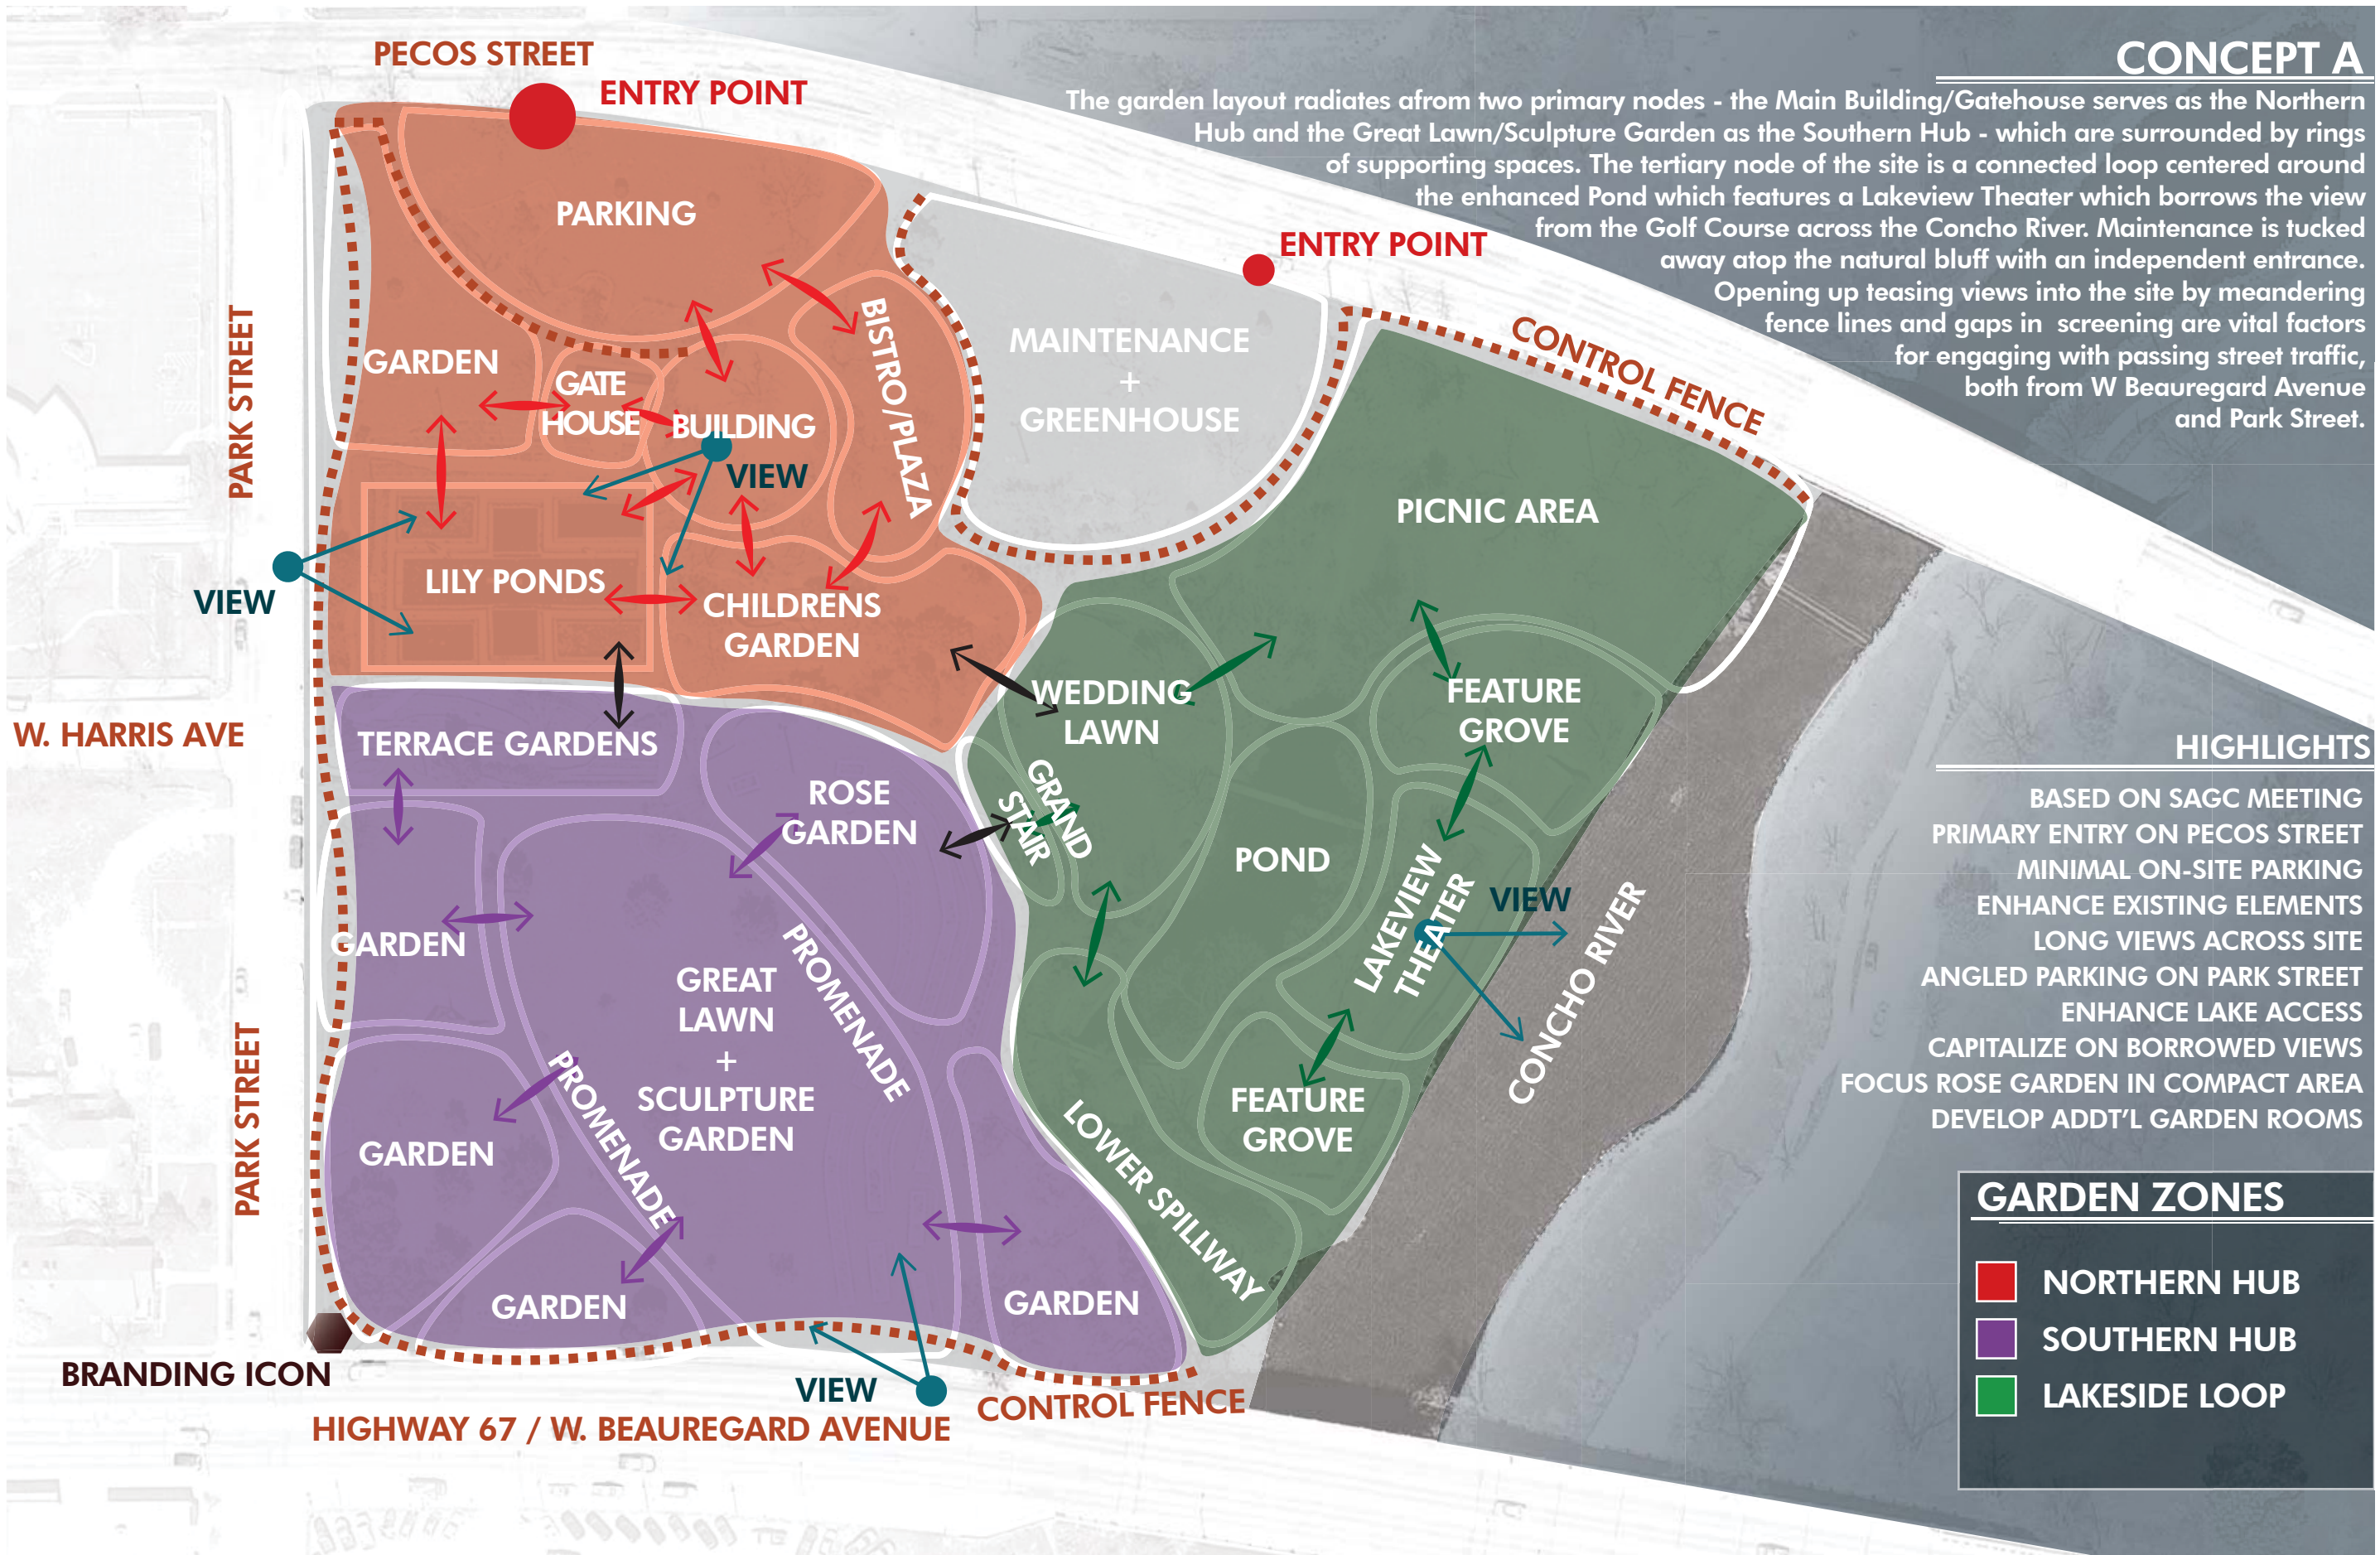 PECOS STREET
ENTRY POINT
CONCEPT A
The garden layout radiates afrom two primary nodes - the Main Building/Gatehouse serves as the Northern
Hub and the Great Lawn/Sculpture Garden as the Southern Hub - which are surrounded by rings
of supporting spaces. The tertiary node of the site is a connected loop centered around
the enhanced Pond which features a Lakeview Theater which borrows the view
from the Golf Course across the Concho River. Maintenance is tucked
away atop the natural bluff with an independent entrance.
Opening up teasing views into the site by meandering
fence lines and gaps in screening are vital factors
for engaging with passing street traffic,
both from W Beauregard Avenue
and Park Street.
PARKING
ENTRY POINT
PARK STREET
GARDEN
GATE
HOUSE
BUILDING
VIEW
BISTRO/PLAZA
MAINTENANCE
+
GREENHOUSE
CONTROL FENCE
PICNIC AREA
VIEW
LILY PONDS
CHILDRENS
GARDEN
WEDDING
LAWN
FEATURE
GROVE
W. HARRIS AVE
TERRACE GARDENS
ROSE
GARDEN
GRAND
STAIR
POND
LAKEVIEW
THEATER
VIEW
CONCHO RIVER
GARDEN
PROMENADE
GREAT
LAWN
+
SCULPTURE
GARDEN
PROMENADE
PARK STREET
GARDEN
FEATURE
GROVE
LOWER SPILLWAY
GARDEN
GARDEN
BRANDING ICON
VIEW
CONTROL FENCE
HIGHWAY 67 / W. BEAUREGARD AVENUE
HIGHLIGHTS
BASED ON SAGC MEETING
PRIMARY ENTRY ON PECOS STREET
MINIMAL ON-SITE PARKING
ENHANCE EXISTING ELEMENTS
LONG VIEWS ACROSS SITE
ANGLED PARKING ON PARK STREET
ENHANCE LAKE ACCESS
CAPITALIZE ON BORROWED VIEWS
FOCUS ROSE GARDEN IN COMPACT AREA
DEVELOP ADDT'L GARDEN ROOMS
GARDEN ZONES
NORTHERN HUB
SOUTHERN HUB
LAKESIDE LOOP